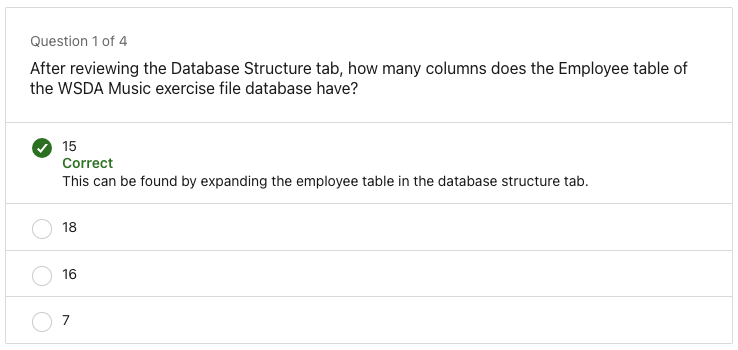 Question 1 of 4
After reviewing the Database Structure tab, how many columns does the Employee table of
the WSDA Music exercise file database have?
15
Correct
This can be found by expanding the employee table in the database structure tab.
18
16
7